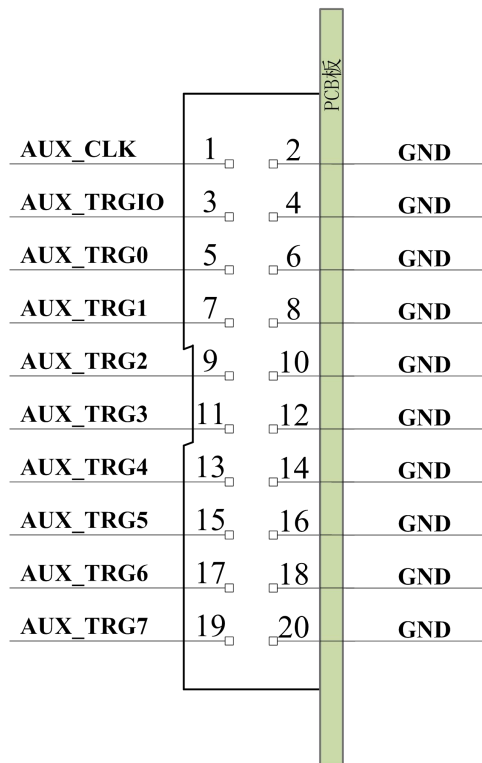 PCB板
AUX_CLK 1 2 GND
AUX_TRGIO 3 4 GND
AUX_TRG0 5 6 GND
AUX_TRG1 7 8 GND
AUX_TRG2 9 10 GND
AUX_TRG3 11 12 GND
AUX_TRG4 13 14 GND
AUX_TRG5 15 16 GND
AUX_TRG6 17 18 GND
AUX_TRG7 19 20 GND